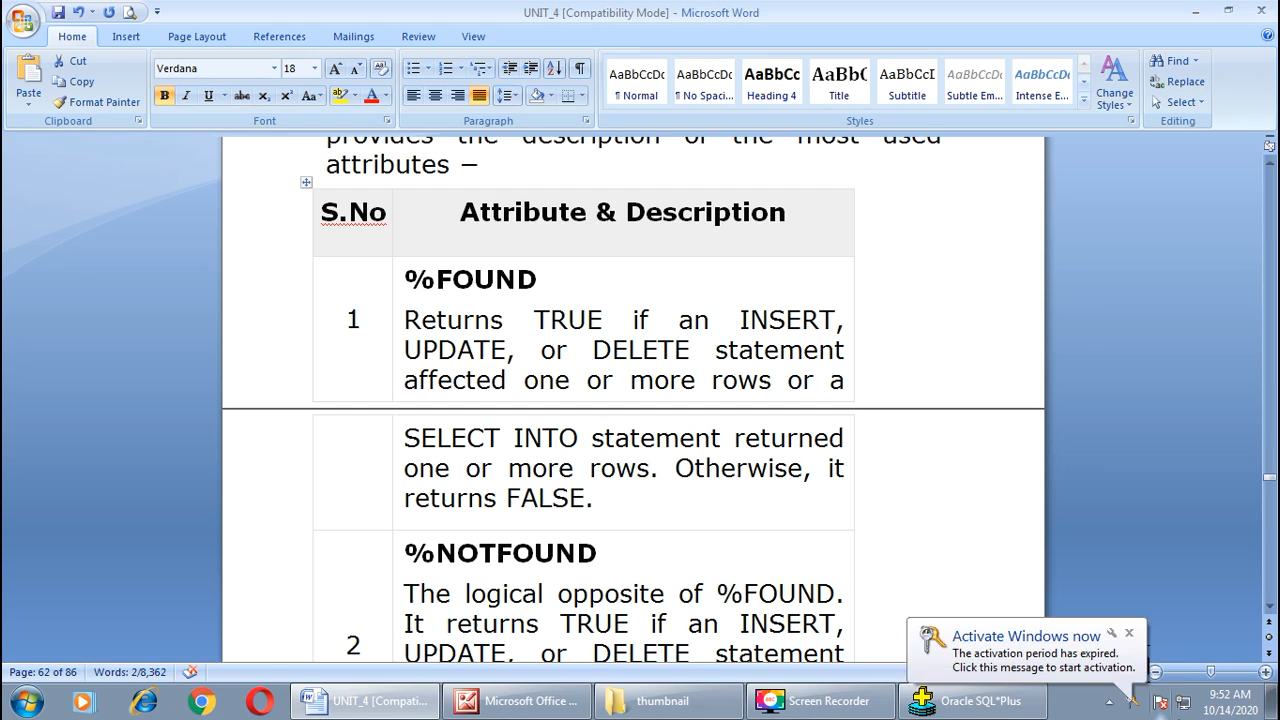 UNIT_4 [Compatibility Mode] - Microsoft Word
Home Insert Page Layout References Mailings Review View
Paste
Cut
Copy
Format Painter
Clipboard
Verdana 18
B I U abc x₂ x² Aa
Font
Paragraph
AaBbCcDc AaBbCcDc AaBbCc AaBbC AaBbCcI AaBbCcDc AaBbCcDc
¶ Normal ¶ No Spaci... Heading 4 Title Subtitle Subtle Em... Intense E...
Change
Styles
Styles
Find
Replace
Select
Editing
provides the description of the most used
attributes −
S.No Attribute & Description
%FOUND
1
Returns TRUE if an INSERT,
UPDATE, or DELETE statement
affected one or more rows or a
SELECT INTO statement returned
one or more rows. Otherwise, it
returns FALSE.
%NOTFOUND
The logical opposite of %FOUND.
It returns TRUE if an INSERT,
2
UPDATE, or DELETE statement
Activate Windows now
The activation period has expired.
Click this message to start activation.
Page: 62 of 86 Words: 2/8,362
UNIT_4 [Compati... Microsoft Office ... thumbnail Screen Recorder Oracle SQL*Plus
9:52 AM
10/14/2020